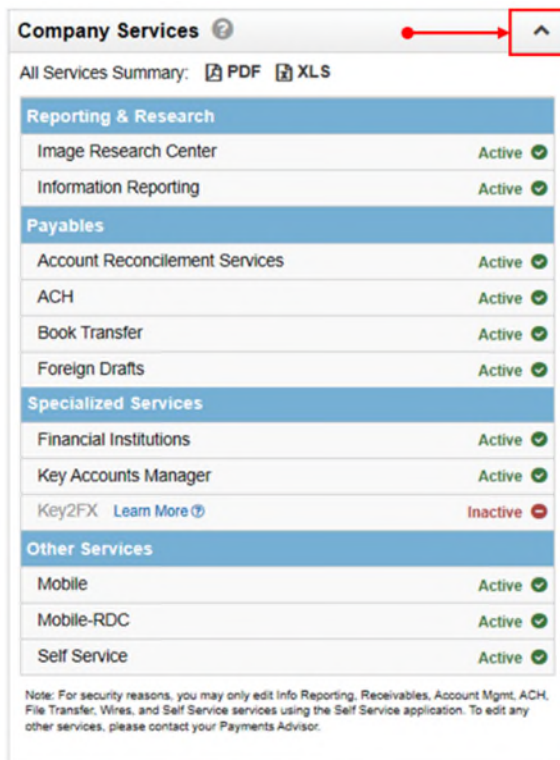 Company Services
All Services Summary: PDF XLS
Reporting & Research
Image Research Center Active
Information Reporting Active
Payables
Account Reconcilement Services Active
ACH Active
Book Transfer Active
Foreign Drafts Active
Specialized Services
Financial Institutions Active
Key Accounts Manager Active
Key2FX Learn More Inactive
Other Services
Mobile Active
Mobile-RDC Active
Self Service Active
Note: For security reasons, you may only edit Info Reporting, Receivables, Account Mgmt, ACH,
File Transfer, Wires, and Self Service services using the Self Service application. To edit any
other services, please contact your Payments Advisor.